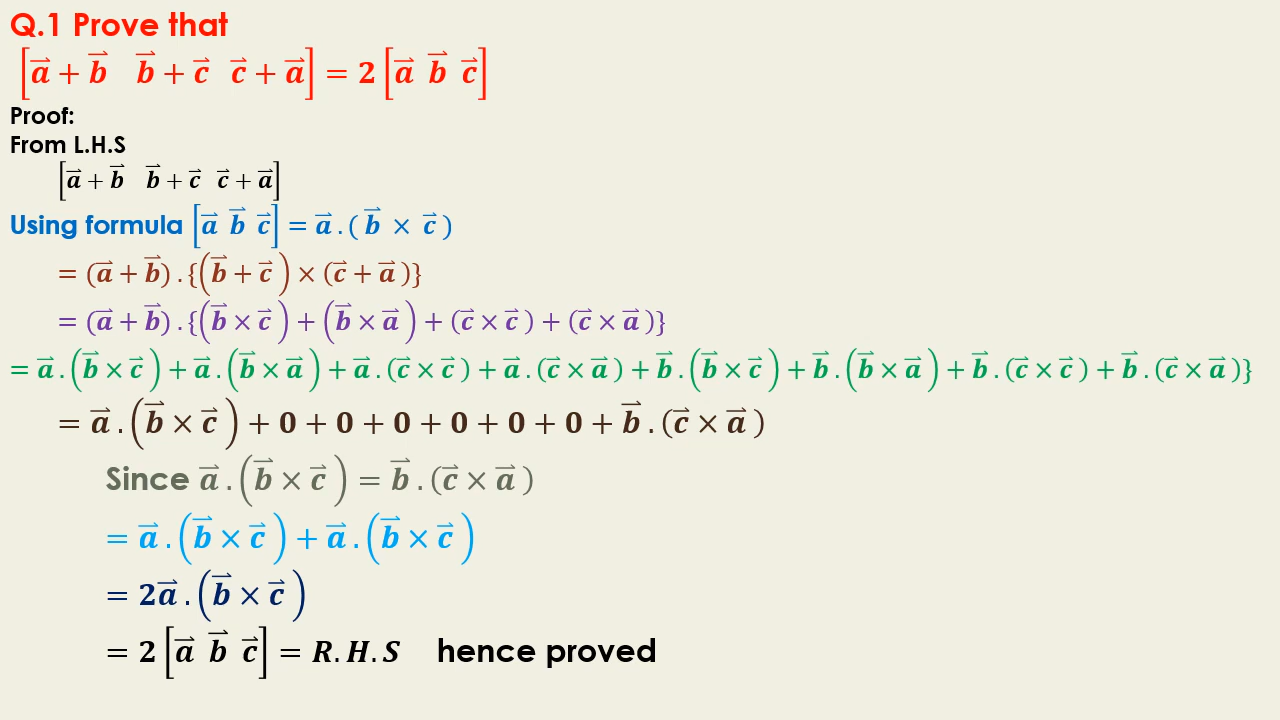 Q.1 Prove that
[a⃗ + b⃗  b⃗ + c⃗  c⃗ + a⃗] = 2 [a⃗ b⃗ c⃗]
Proof:
From L.H.S
[a⃗ + b⃗  b⃗ + c⃗  c⃗ + a⃗]
Using formula [a⃗ b⃗ c⃗] = a⃗ . ( b⃗ × c⃗ )
= (a⃗ + b⃗) . {(b⃗ + c⃗ ) × (c⃗ + a⃗ )}
= (a⃗ + b⃗) . {(b⃗ × c⃗ ) + (b⃗ × a⃗ ) + (c⃗ × c⃗ ) + (c⃗ × a⃗ )}
= a⃗ . (b⃗ × c⃗ ) + a⃗ . (b⃗ × a⃗ ) + a⃗ . (c⃗ × c⃗ ) + a⃗ . (c⃗ × a⃗ ) + b⃗ . (b⃗ × c⃗ ) + b⃗ . (b⃗ × a⃗ ) + b⃗ . (c⃗ × c⃗ ) + b⃗ . (c⃗ × a⃗ )}
= a⃗ . (b⃗ × c⃗ ) + 0 + 0 + 0 + 0 + 0 + 0 + b⃗ . (c⃗ × a⃗ )
Since a⃗ . (b⃗ × c⃗ ) = b⃗ . (c⃗ × a⃗ )
= a⃗ . (b⃗ × c⃗ ) + a⃗ . (b⃗ × c⃗ )
= 2a⃗ . (b⃗ × c⃗ )
= 2 [a⃗ b⃗ c⃗] = R. H. S hence proved